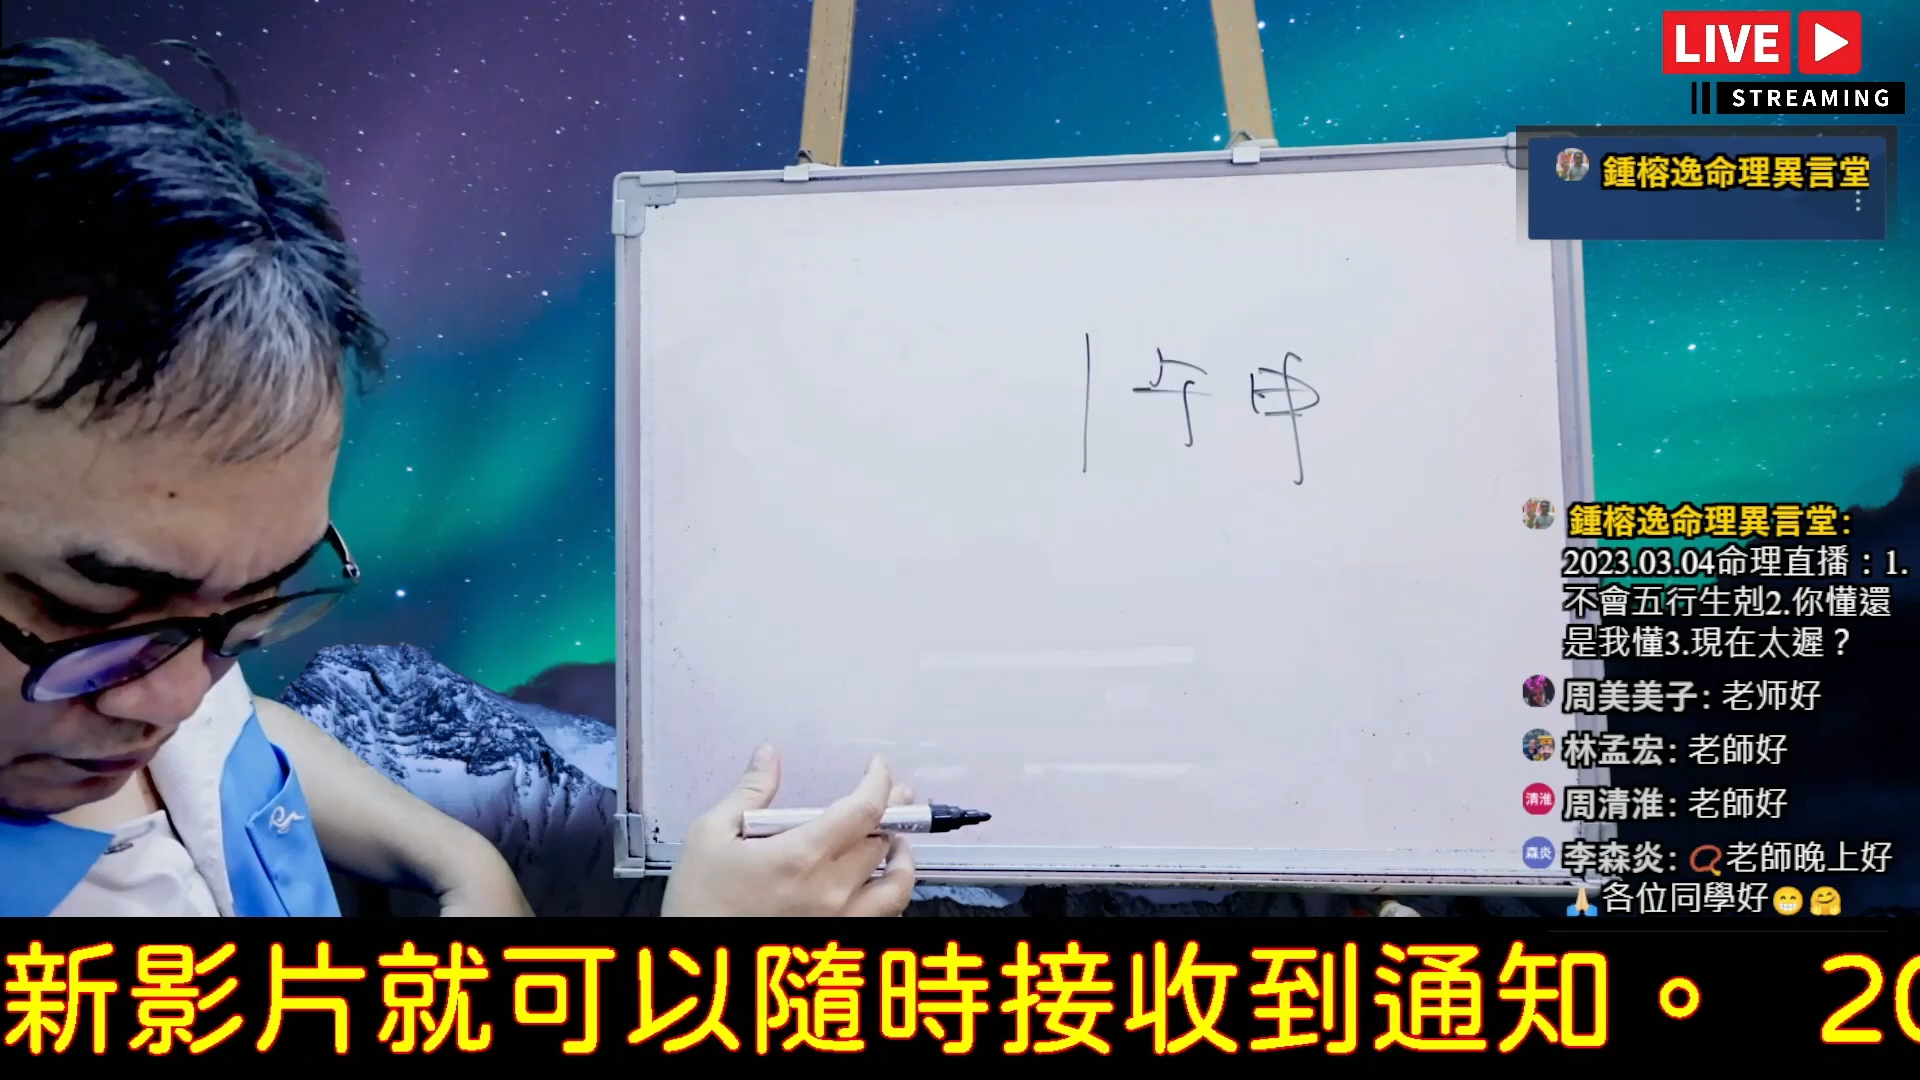 LIVE
STREAMING
鍾榕逸命理異言堂
午 申
鍾榕逸命理異言堂:
2023.03.04命理直播：1.
不會五行生剋2.你懂還
是我懂3.現在太遲？
周美美子: 老师好
林孟宏: 老師好
清淮 周清淮: 老師好
森炎 李森炎: 老師晚上好
各位同學好
新影片就可以隨時接收到通知。 20